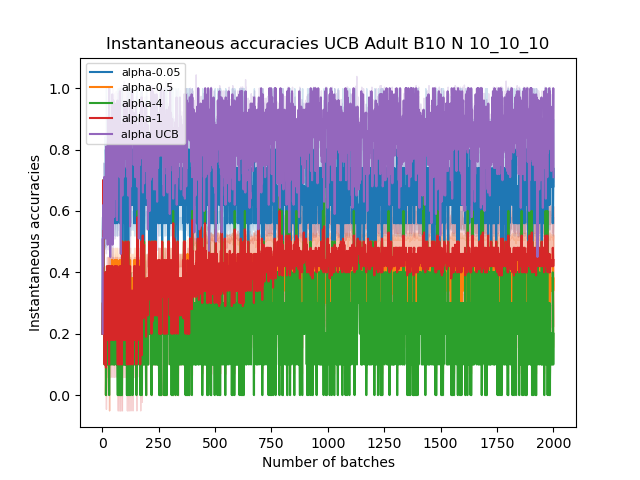 Instantaneous accuracies UCB Adult B10 N 10_10_10
alpha-0.05
alpha-0.5
alpha-4
alpha-1
alpha UCB
1.0
0.8
0.6
0.4
0.2
0.0
Instantaneous accuracies
0 250 500 750 1000 1250 1500 1750 2000
Number of batches